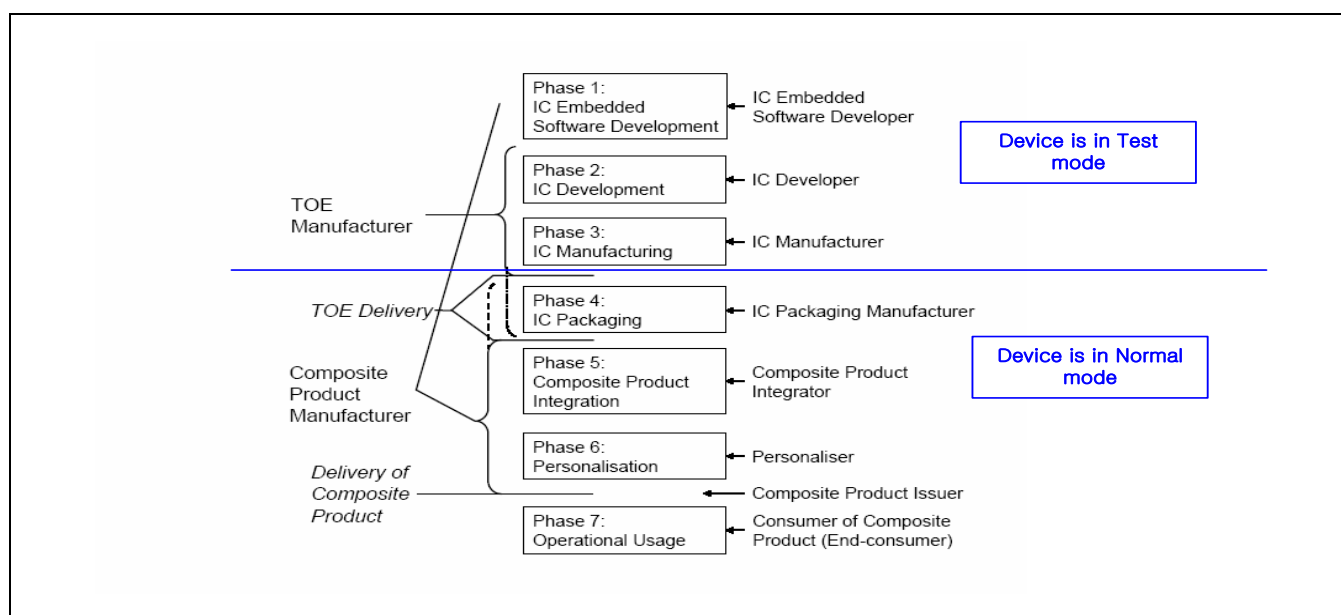 Phase 1:
IC Embedded
Software Development
IC Embedded
Software Developer
Device is in Test
mode
Phase 2:
IC Development
IC Developer
TOE
Manufacturer
Phase 3:
IC Manufacturing
IC Manufacturer
TOE Delivery
Phase 4:
IC Packaging
IC Packaging Manufacturer
Device is in Normal
mode
Composite
Product
Manufacturer
Phase 5:
Composite Product
Integration
Composite Product
Integrator
Phase 6:
Personalisation
Personaliser
Delivery of
Composite
Product
Composite Product Issuer
Phase 7:
Operational Usage
Consumer of Composite
Product (End-consumer)